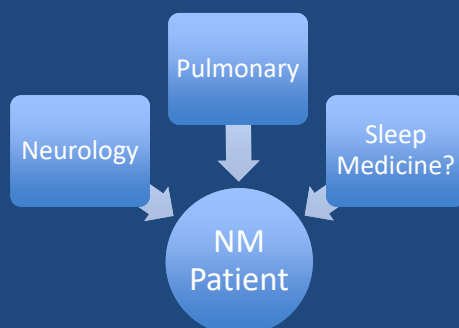 Pulmonary
Neurology
Sleep
Medicine?
NM
Patient